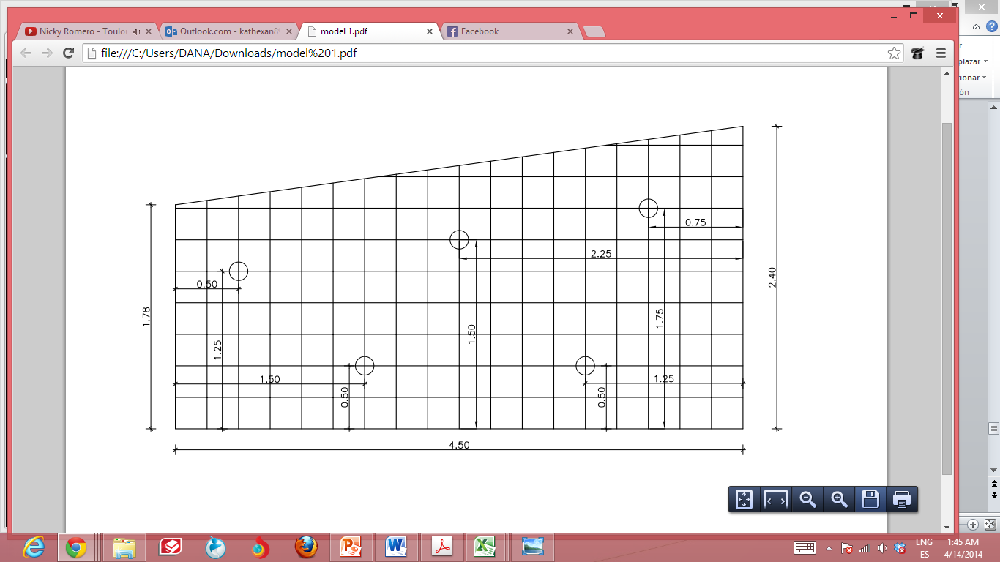 Nicky Romero - Toulou
Outlook.com - kathexan89
model 1.pdf
Facebook
file:///C:/Users/DANA/Downloads/model%201.pdf
r
plazar
cionar
ón
0.75
2.25
2.40
0.50
1.78
1.75
1.50
1.25
1.50
1.25
0.50
0.50
4.50
ENG
ES
1:45 AM
4/14/2014